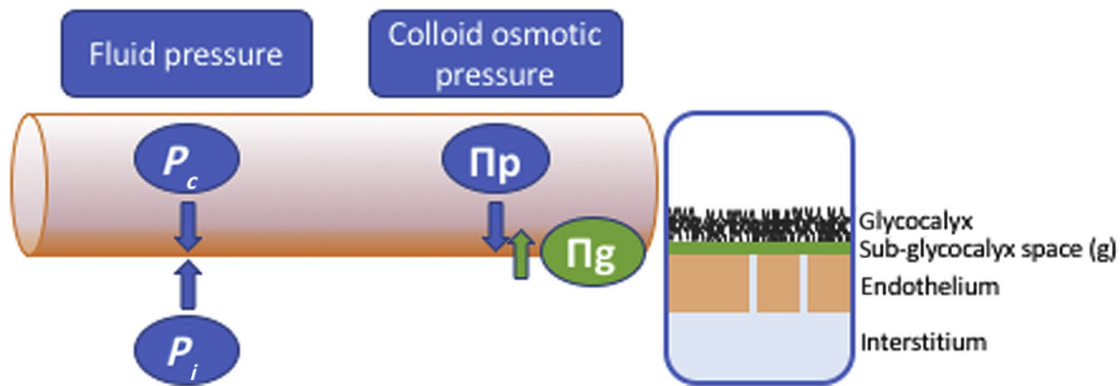 Fluid pressure
Colloid osmotic
pressure
Pc
Πp
Πg
Pi
Glycocalyx
Sub-glycocalyx space (g)
Endothelium
Interstitium